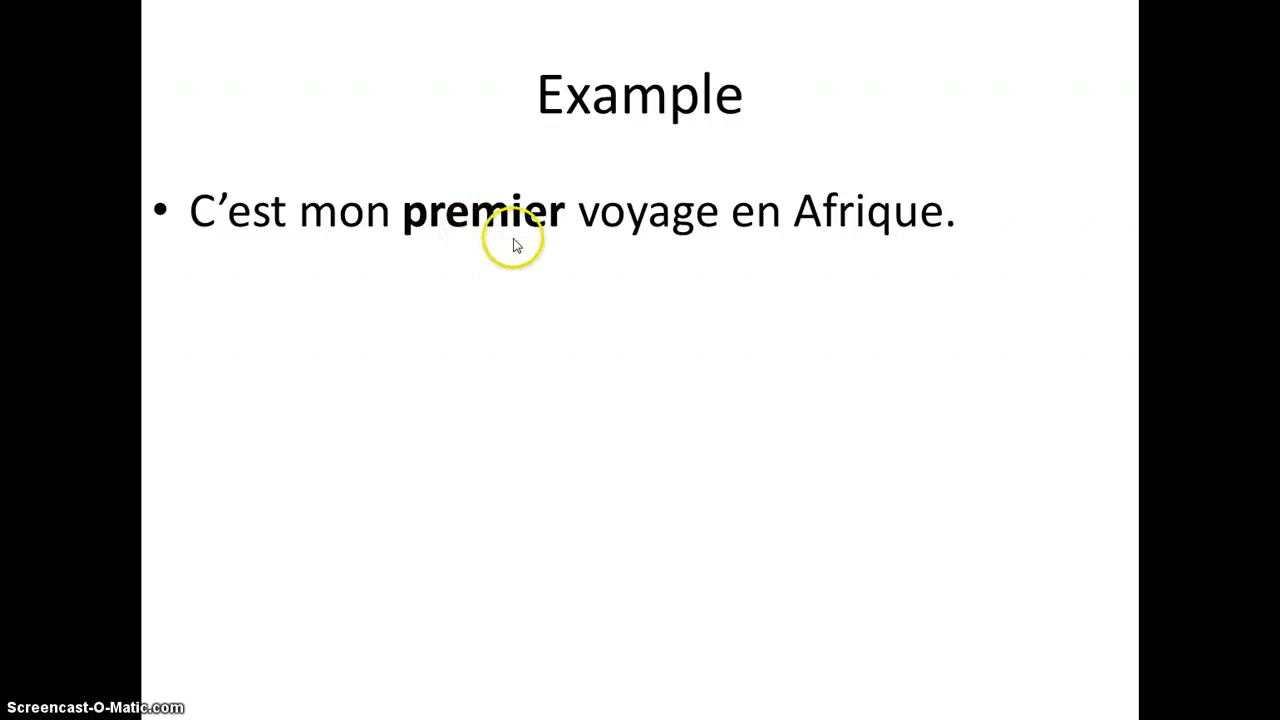 Example
• C’est mon premier voyage en Afrique.
Screencast-O-Matic.com